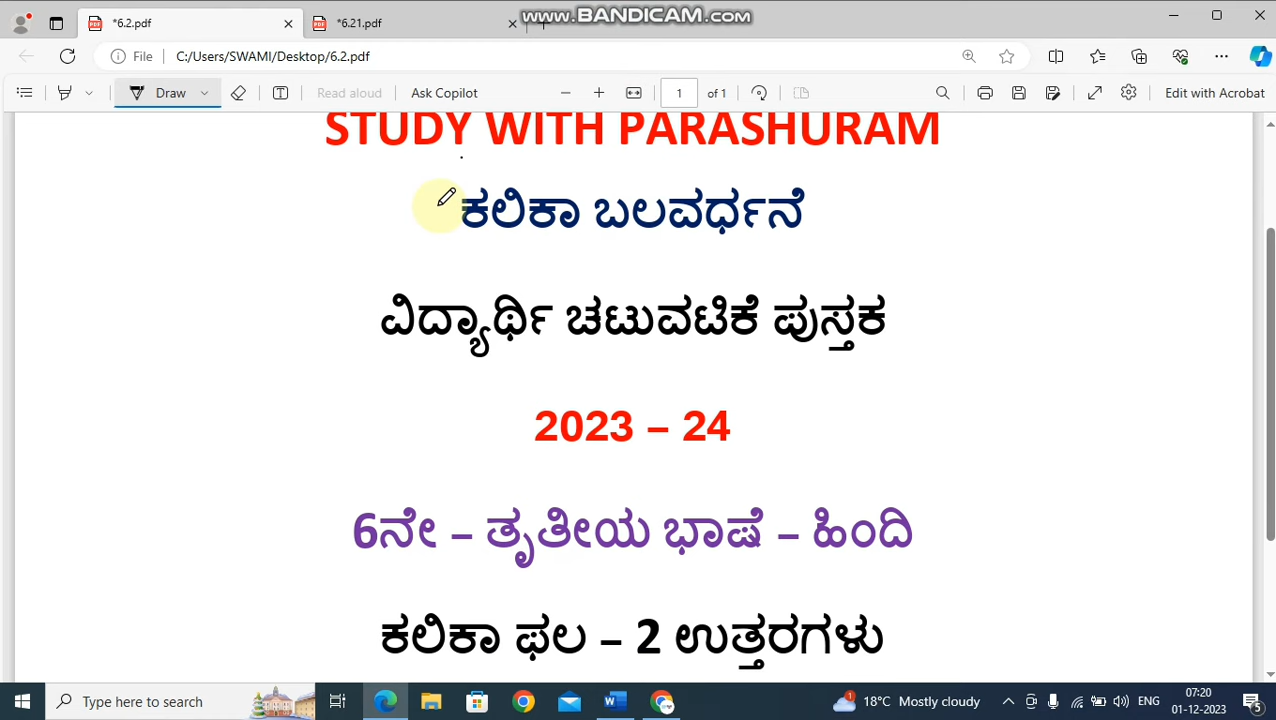 www.BANDICAM.com
*6.2.pdf
*6.21.pdf
File
C:/Users/SWAMI/Desktop/6.2.pdf
Draw
Read aloud
Ask Copilot
1
of 1
Edit with Acrobat
STUDY WITH PARASHURAM
ಕಲಿಕಾ ಬಲವರ್ಧನೆ
ವಿದ್ಯಾರ್ಥಿ ಚಟುವಟಿಕೆ ಪುಸ್ತಕ
2023 – 24
6ನೇ – ತೃತೀಯ ಭಾಷೆ – ಹಿಂದಿ
ಕಲಿಕಾ ಫಲ – 2 ಉತ್ತರಗಳು
Type here to search
1
18°C Mostly cloudy
ENG
07:20
01-12-2023
5